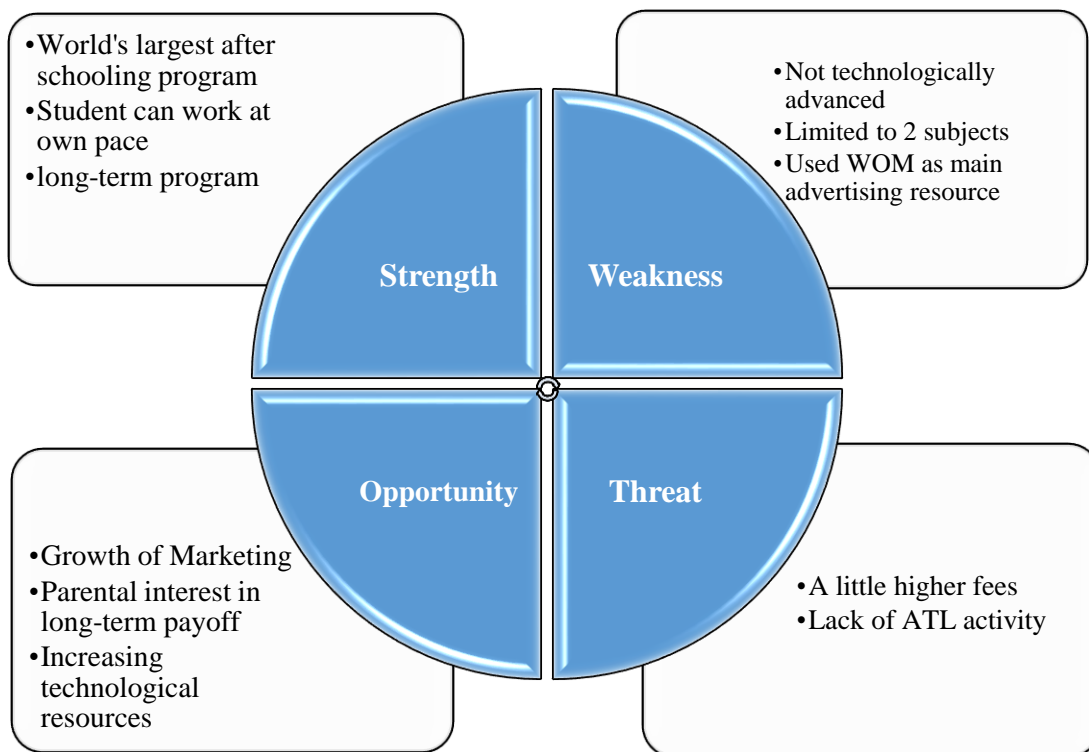 •World's largest after
schooling program
•Student can work at
own pace
•long-term program
•Not technologically
advanced
•Limited to 2 subjects
•Used WOM as main
advertising resource
Strength
Weakness
Opportunity
Threat
•Growth of Marketing
•Parental interest in
long-term payoff
•Increasing
technological
resources
•A little higher fees
•Lack of ATL activity